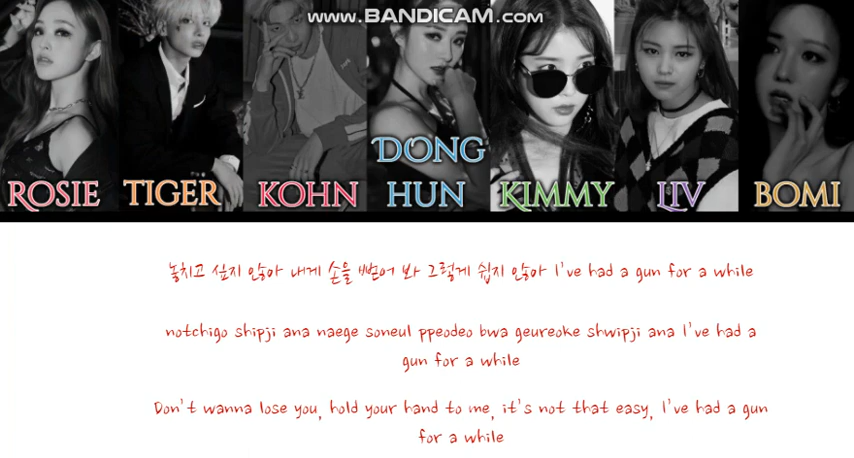 WWW.BANDICAM.COM
ROSIE
TIGER
KOHN
DONG
HUN
KIMMY
LIV
BOMI
놓치고 싶지 않아 내게 손을 뻗어 봐 그렇게 쉽지 않아 I've had a gun for a while
notchigo shipji ana naege soneul ppeodeo bwa geureoke shwipji ana I've had a
gun for a while
Don't wanna lose you, hold your hand to me, it's not that easy, I've had a gun
for a while